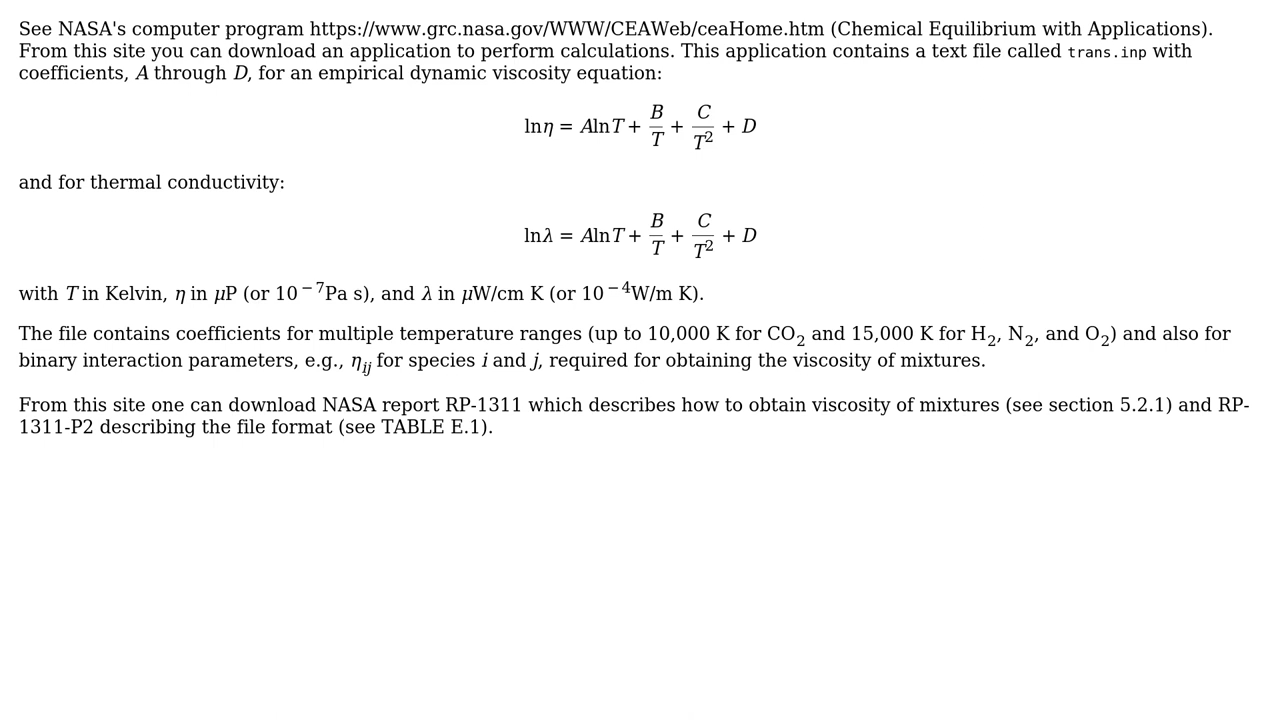 See NASA's computer program https://www.grc.nasa.gov/WWW/CEAWeb/ceaHome.htm (Chemical Equilibrium with Applications).
From this site you can download an application to perform calculations. This application contains a text file called trans.inp with
coefficients, A through D, for an empirical dynamic viscosity equation:
lnη = AlnT + B/T + C/T² + D
and for thermal conductivity:
lnλ = AlnT + B/T + C/T² + D
with T in Kelvin, η in μP (or 10⁻⁷Pa s), and λ in μW/cm K (or 10⁻⁴W/m K).
The file contains coefficients for multiple temperature ranges (up to 10,000 K for CO₂ and 15,000 K for H₂, N₂, and O₂) and also for
binary interaction parameters, e.g., ηᵢⱼ for species i and j, required for obtaining the viscosity of mixtures.
From this site one can download NASA report RP-1311 which describes how to obtain viscosity of mixtures (see section 5.2.1) and RP-
1311-P2 describing the file format (see TABLE E.1).